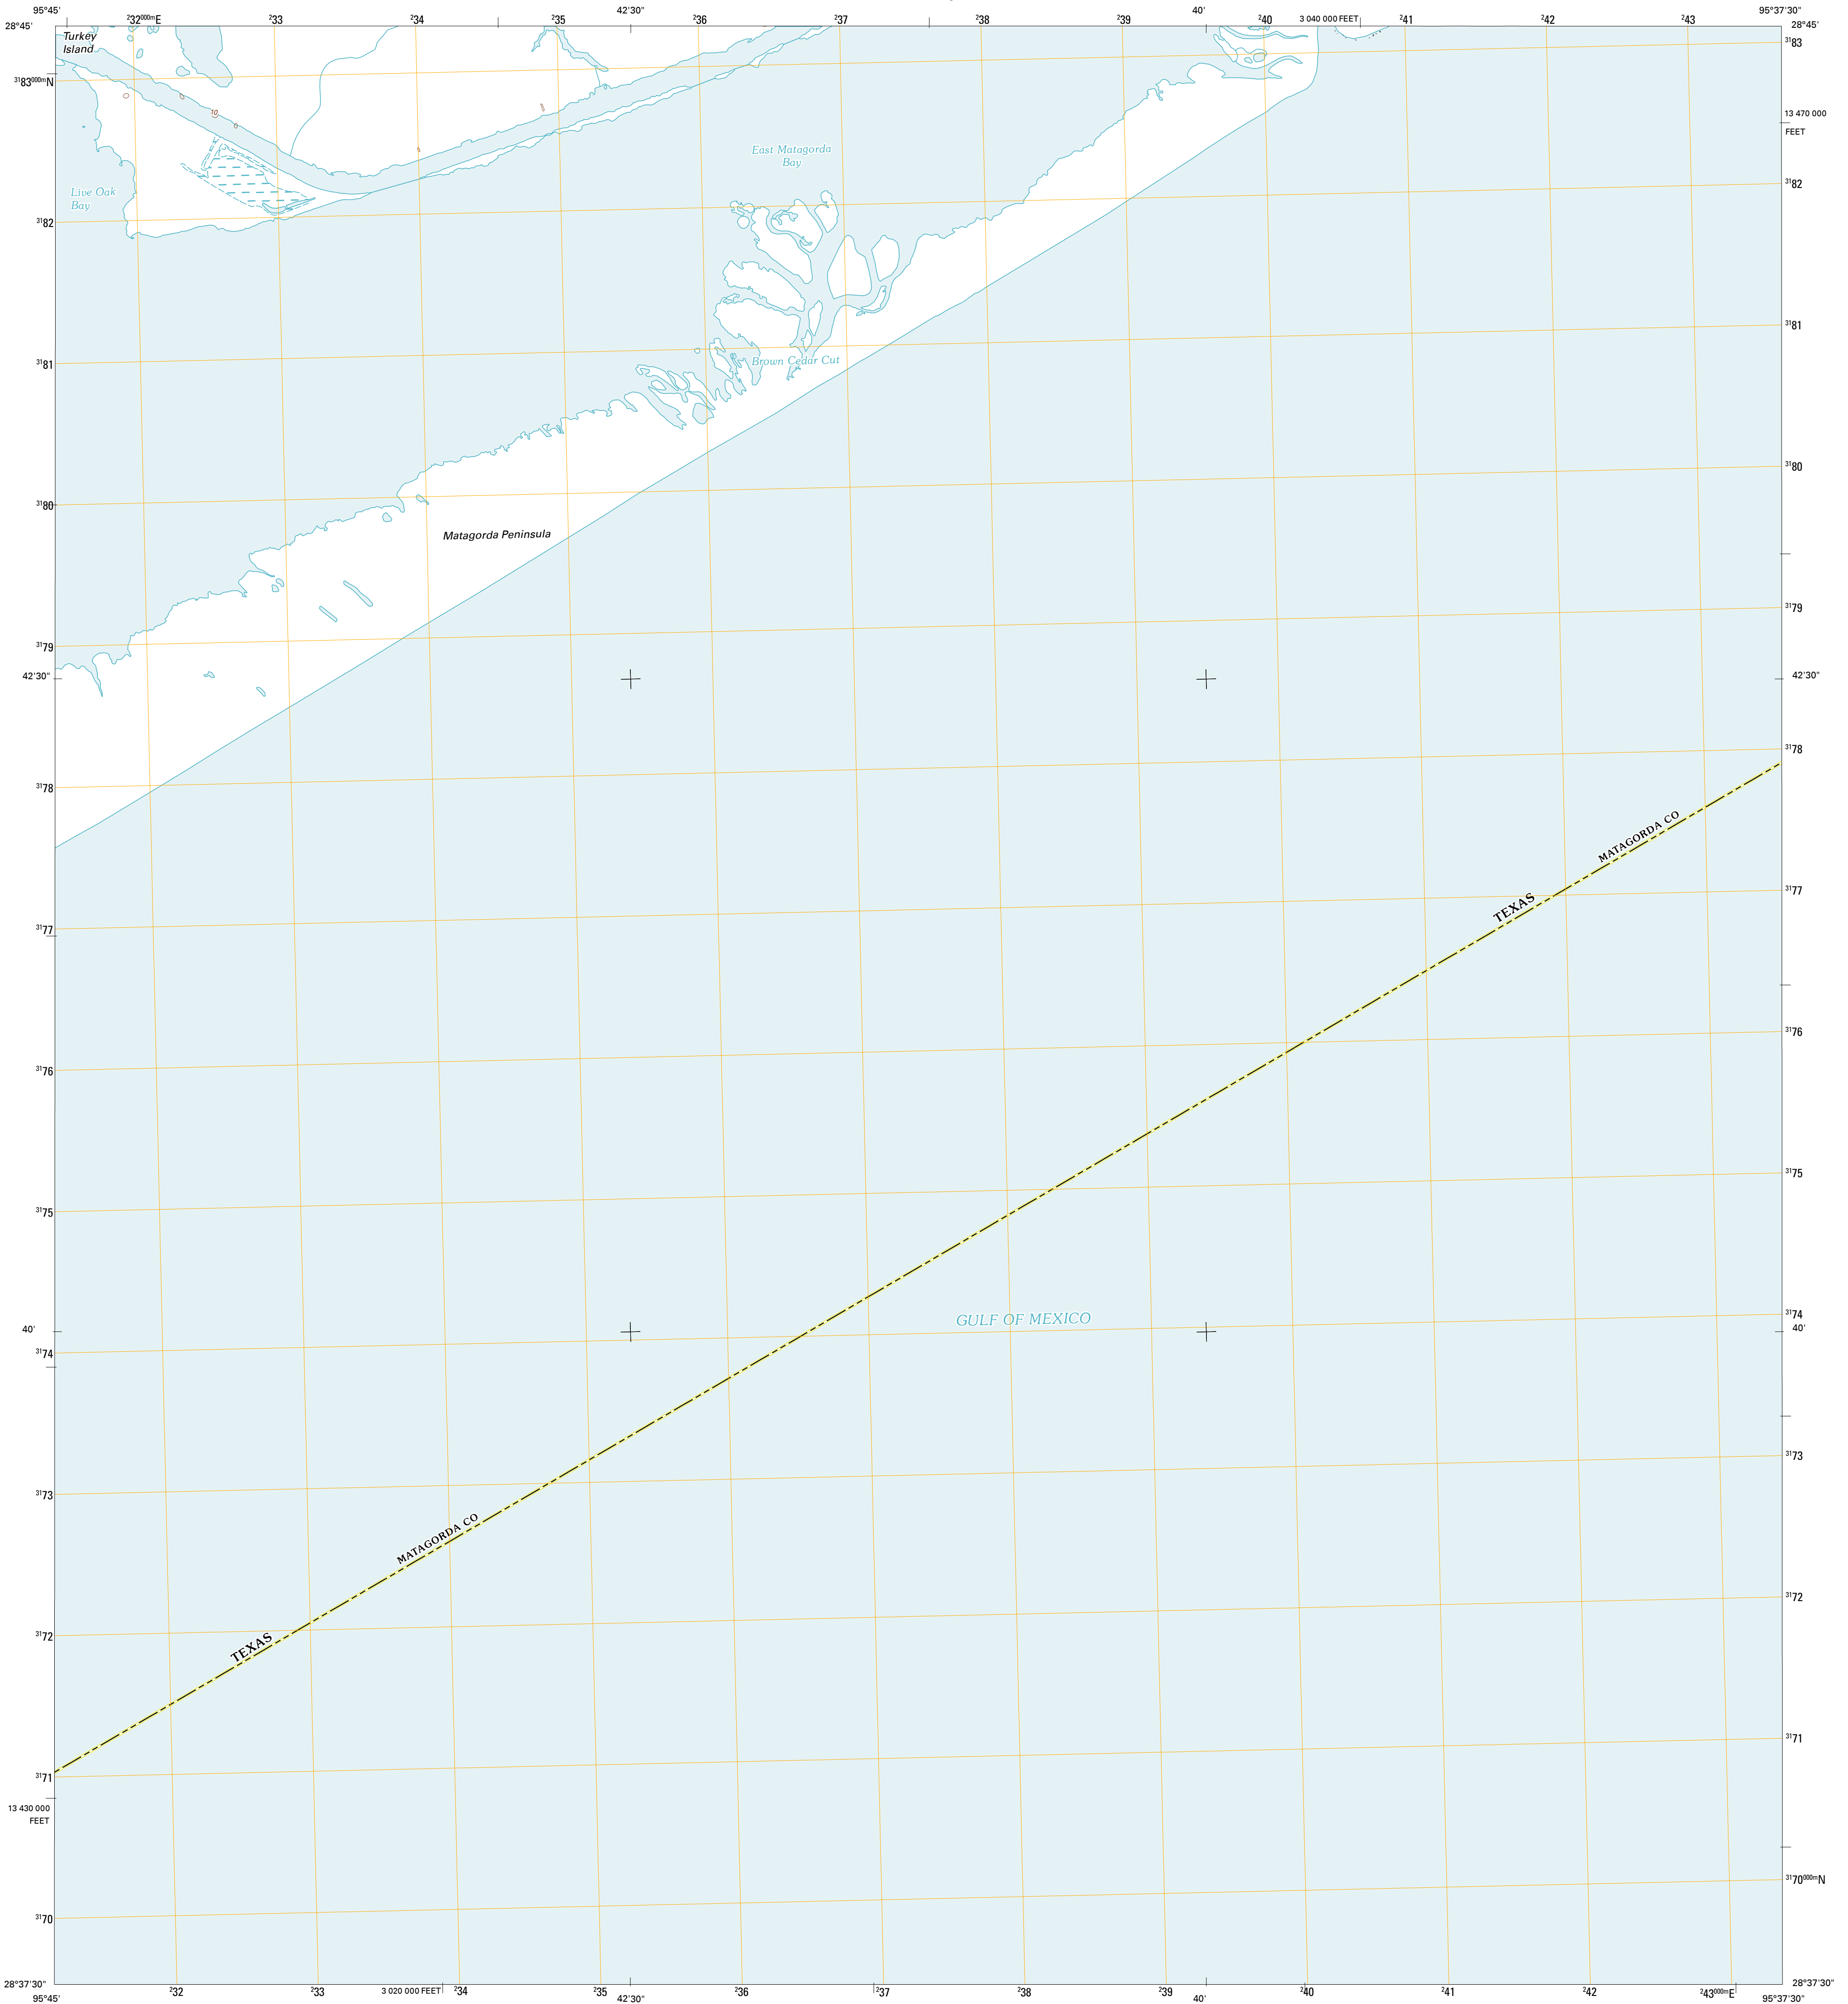 95°45'
²32⁰⁰⁰ᵐE
²33
²34
²35
42'30"
²36
²37
²38
²39
40'
²40
3 040 000 FEET
²41
²42
²43
95°37'30"
28°45'
28°45'
Turkey
Island
³¹83
³¹83⁰⁰⁰ᵐN
10
0
13 470 000
FEET
East Matagorda
Bay
Live Oak
Bay
³¹82
³¹82
³¹81
³¹81
Brown Cedar Cut
³¹80
³¹80
Matagorda Peninsula
³¹79
³¹79
42'30"
42'30"
³¹78
³¹78
MATAGORDA CO
³¹77
TEXAS
³¹77
³¹76
³¹76
³¹75
³¹75
GULF OF MEXICO
³¹74
40'
40'
³¹74
³¹73
³¹73
MATAGORDA CO
³¹72
³¹72
TEXAS
³¹71
³¹71
13 430 000
FEET
³¹70⁰⁰⁰ᵐN
³¹70
28°37'30"
28°37'30"
95°45'
²32
²33
3 020 000 FEET
²34
²35
42'30"
²36
²37
²38
²39
40'
²40
²41
²42
²43⁰⁰⁰ᵐE
95°37'30"